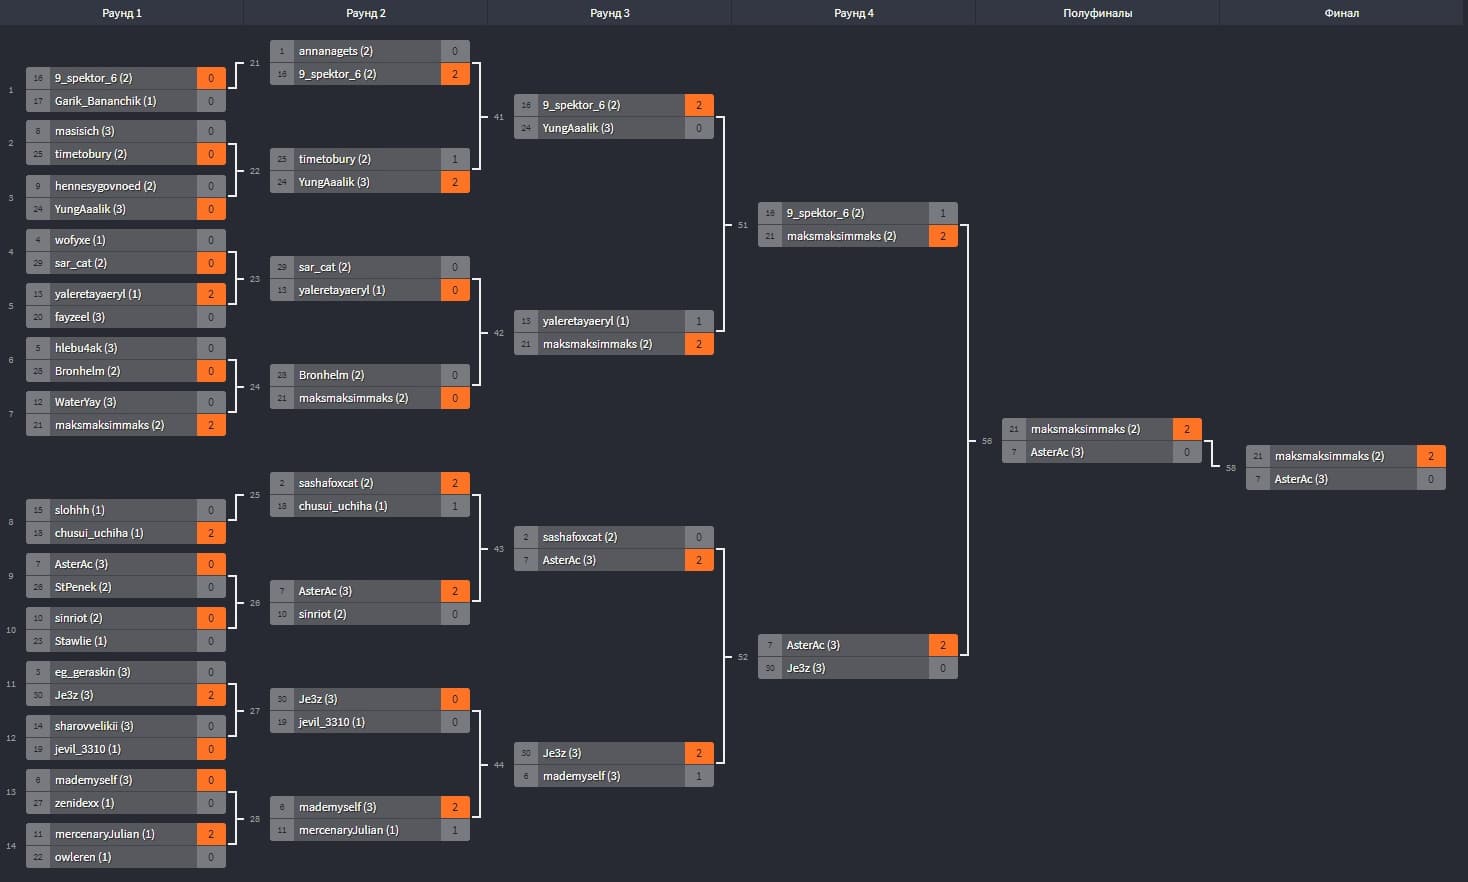 Раунд 1
Раунд 2
Раунд 3
Раунд 4
Полуфиналы
Финал
1
16 9_spektor_6 (2) 0
17 Garik_Bananchik (1) 0
2
8 masisich (3) 0
25 timetobury (2) 0
3
9 hennesygovnoed (2) 0
24 YungAaalik (3) 0
4
4 wofyxe (1) 0
29 sar_cat (2) 0
5
13 yaleretayaeryl (1) 2
20 fayzeel (3) 0
6
5 hlebu4ak (3) 0
28 Bronhelm (2) 0
7
12 WaterYay (3) 0
21 maksmaksimmaks (2) 2
8
15 slohhh (1) 0
18 chusui_uchiha (1) 2
9
7 AsterAc (3) 0
26 StPenek (2) 0
10
10 sinriot (2) 0
23 Stawlie (1) 0
11
3 eg_geraskin (3) 0
30 Je3z (3) 2
12
14 sharovvelikii (3) 0
19 jevil_3310 (1) 0
13
6 mademyself (3) 0
27 zenidexx (1) 0
14
11 mercenaryJulian (1) 2
22 owleren (1) 0
21
1 annanagets (2) 0
16 9_spektor_6 (2) 2
22
25 timetobury (2) 1
24 YungAaalik (3) 2
23
29 sar_cat (2) 0
13 yaleretayaeryl (1) 0
24
28 Bronhelm (2) 0
21 maksmaksimmaks (2) 0
25
2 sashafoxcat (2) 2
18 chusui_uchiha (1) 1
26
7 AsterAc (3) 2
10 sinriot (2) 0
27
30 Je3z (3) 0
19 jevil_3310 (1) 0
28
6 mademyself (3) 2
11 mercenaryJulian (1) 1
41
16 9_spektor_6 (2) 2
24 YungAaalik (3) 0
42
13 yaleretayaeryl (1) 1
21 maksmaksimmaks (2) 2
43
2 sashafoxcat (2) 0
7 AsterAc (3) 2
44
30 Je3z (3) 2
6 mademyself (3) 1
51
16 9_spektor_6 (2) 1
21 maksmaksimmaks (2) 2
52
7 AsterAc (3) 2
30 Je3z (3) 0
56
21 maksmaksimmaks (2) 2
7 AsterAc (3) 0
58
21 maksmaksimmaks (2) 2
7 AsterAc (3) 0